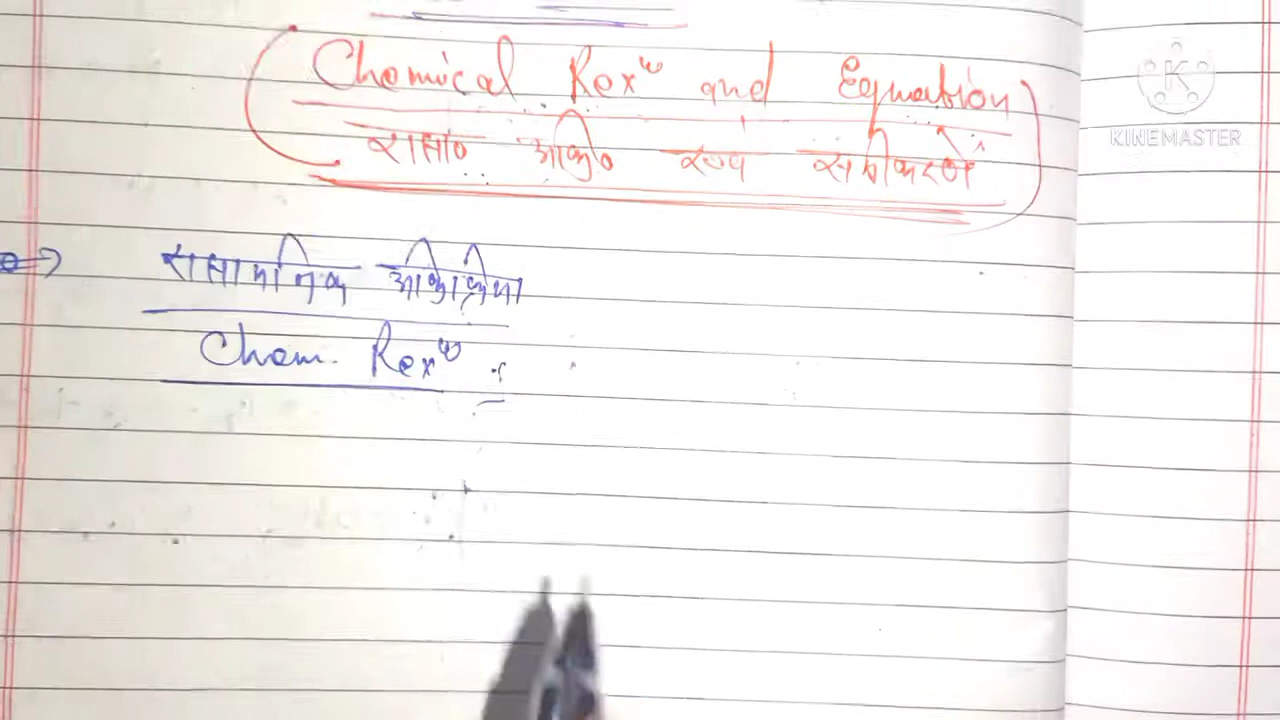 Chemical Rexⁿ and Equation
रासा० अभि० एवं समीकरणें
रासायनिक अभिक्रिया
Chem. Rexⁿ :-
KINEMASTER